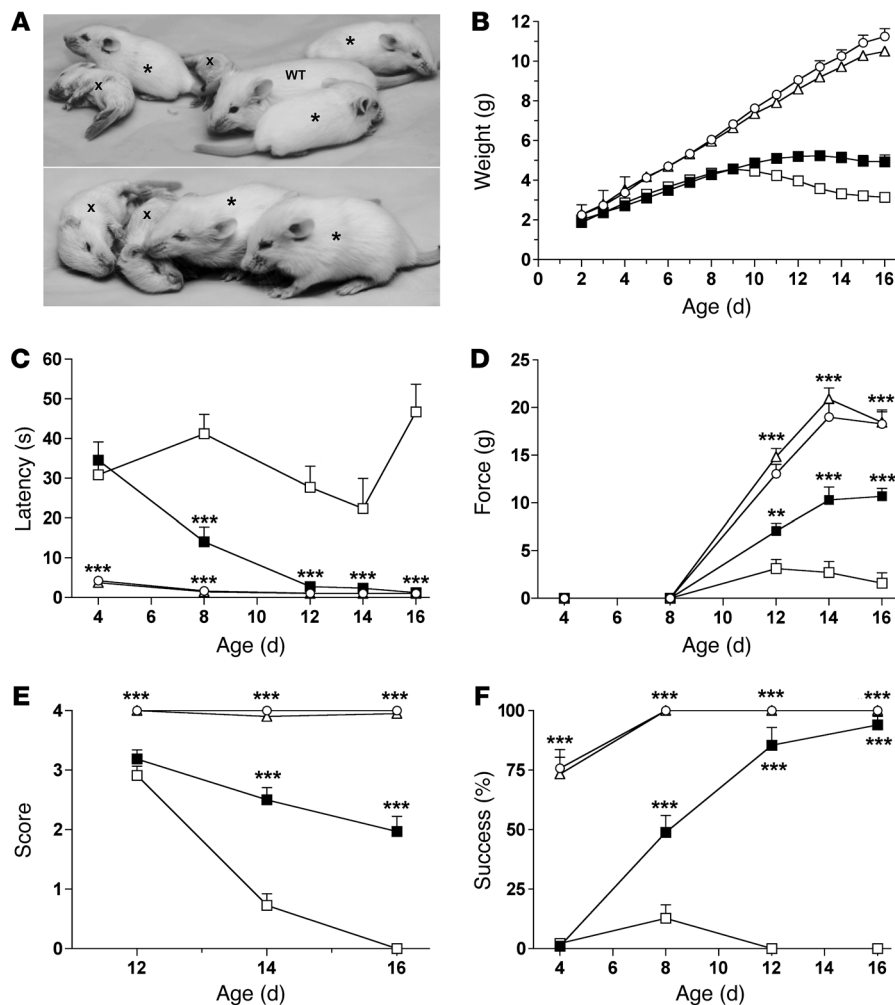 A
*
x
x
*
WT
*
x
x
*
*
B
Weight (g)
12
10
8
6
4
2
0
0 2 4 6 8 10 12 14 16
Age (d)
C
Latency (s)
60
50
40
30
20
10
0
*** *** *** *** *** ***
4 6 8 10 12 14 16
Age (d)
D
Force (g)
25
20
15
10
5
0
*** *** ***
** *** ***
4 6 8 10 12 14 16
Age (d)
E
Score
4
3
2
1
0
*** *** ***
*** ***
12 14 16
Age (d)
F
Success (%)
100
75
50
25
0
*** *** *** ***
*** *** ***
4 6 8 10 12 14 16
Age (d)